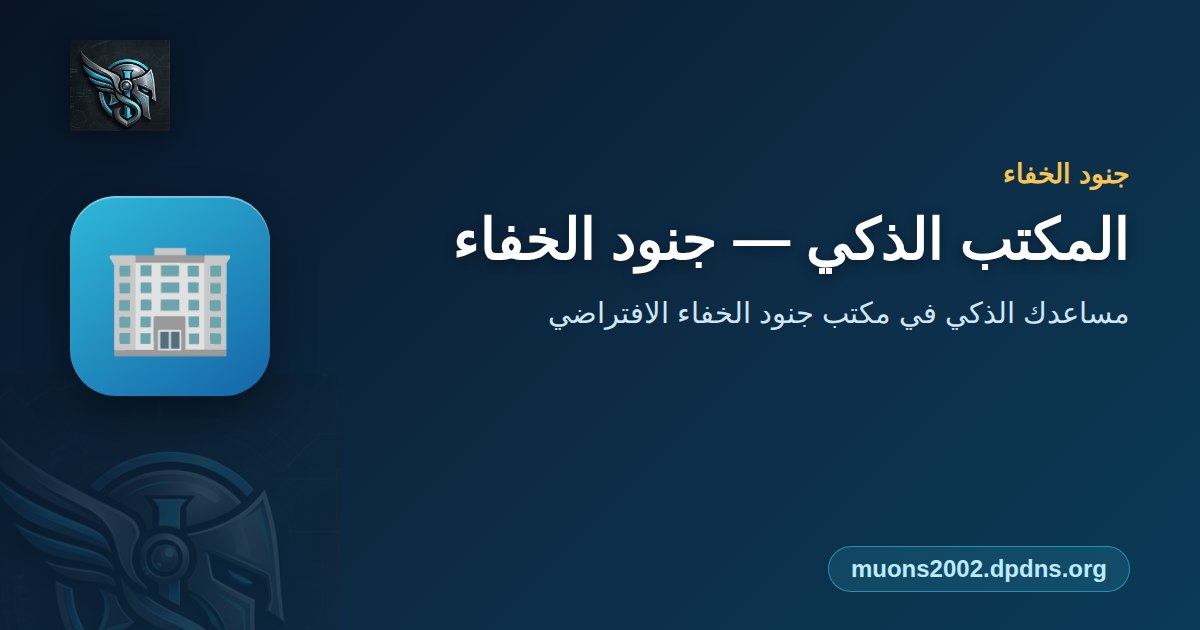 جنود الخفاء
المكتب الذكي — جنود الخفاء
مساعدك الذكي في مكتب جنود الخفاء الافتراضي
muons2002.dpdns.org